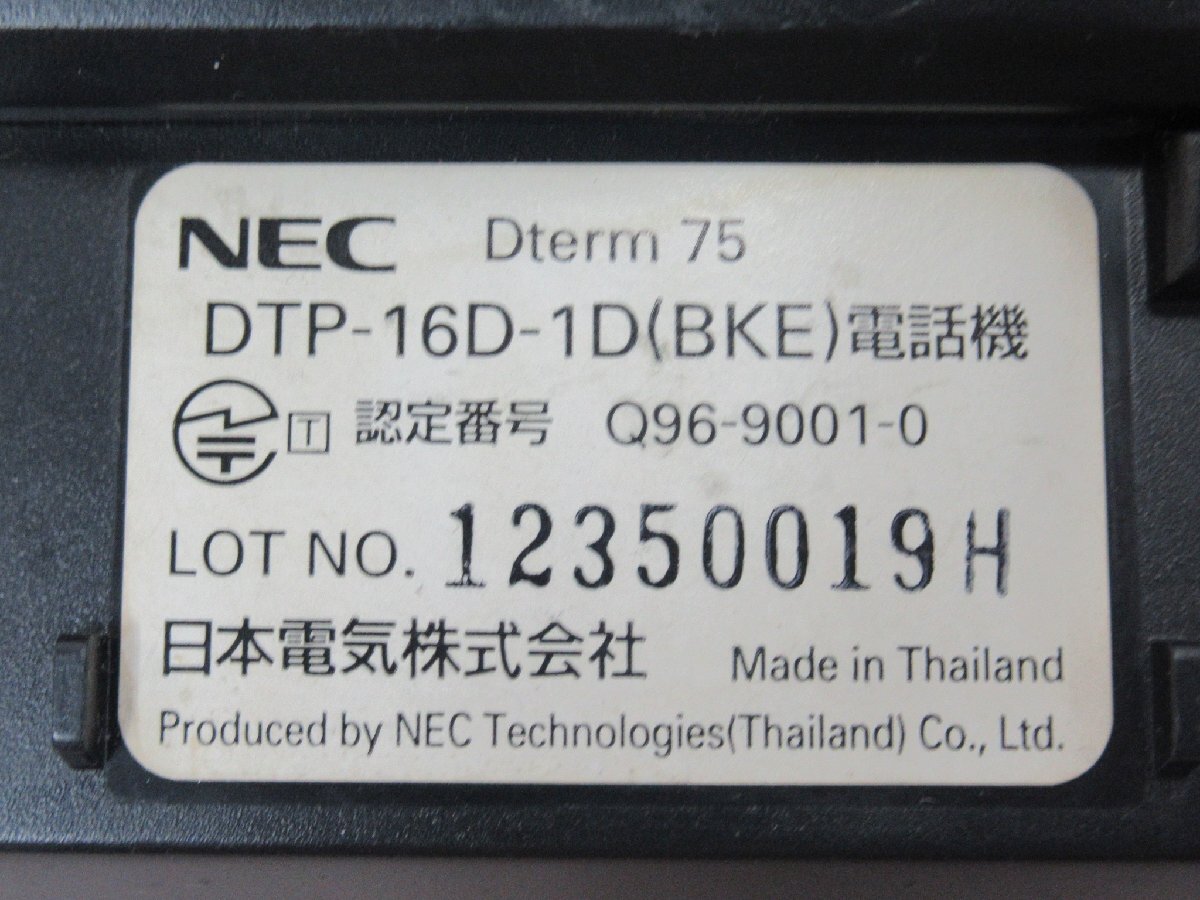 NEC Dterm 75
DTP-16D-1D(BKE)電話機
T 認定番号 Q96-9001-0
LOT NO. 12350019H
日本電気株式会社 Made in Thailand
Produced by NEC Technologies(Thailand) Co., Ltd.